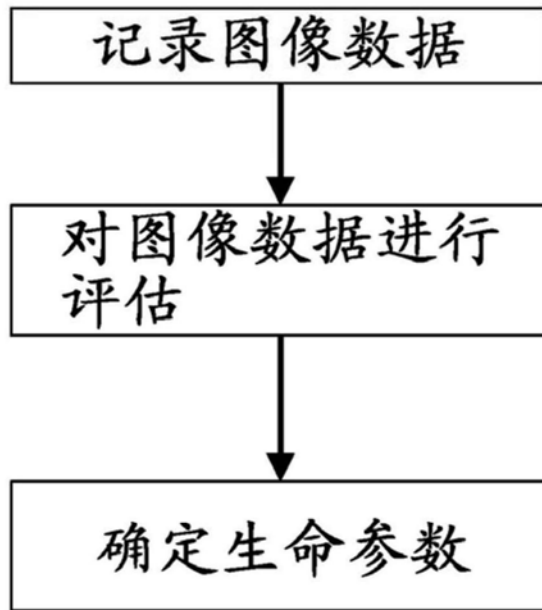 记录图像数据
对图像数据进行
评估
确定生命参数